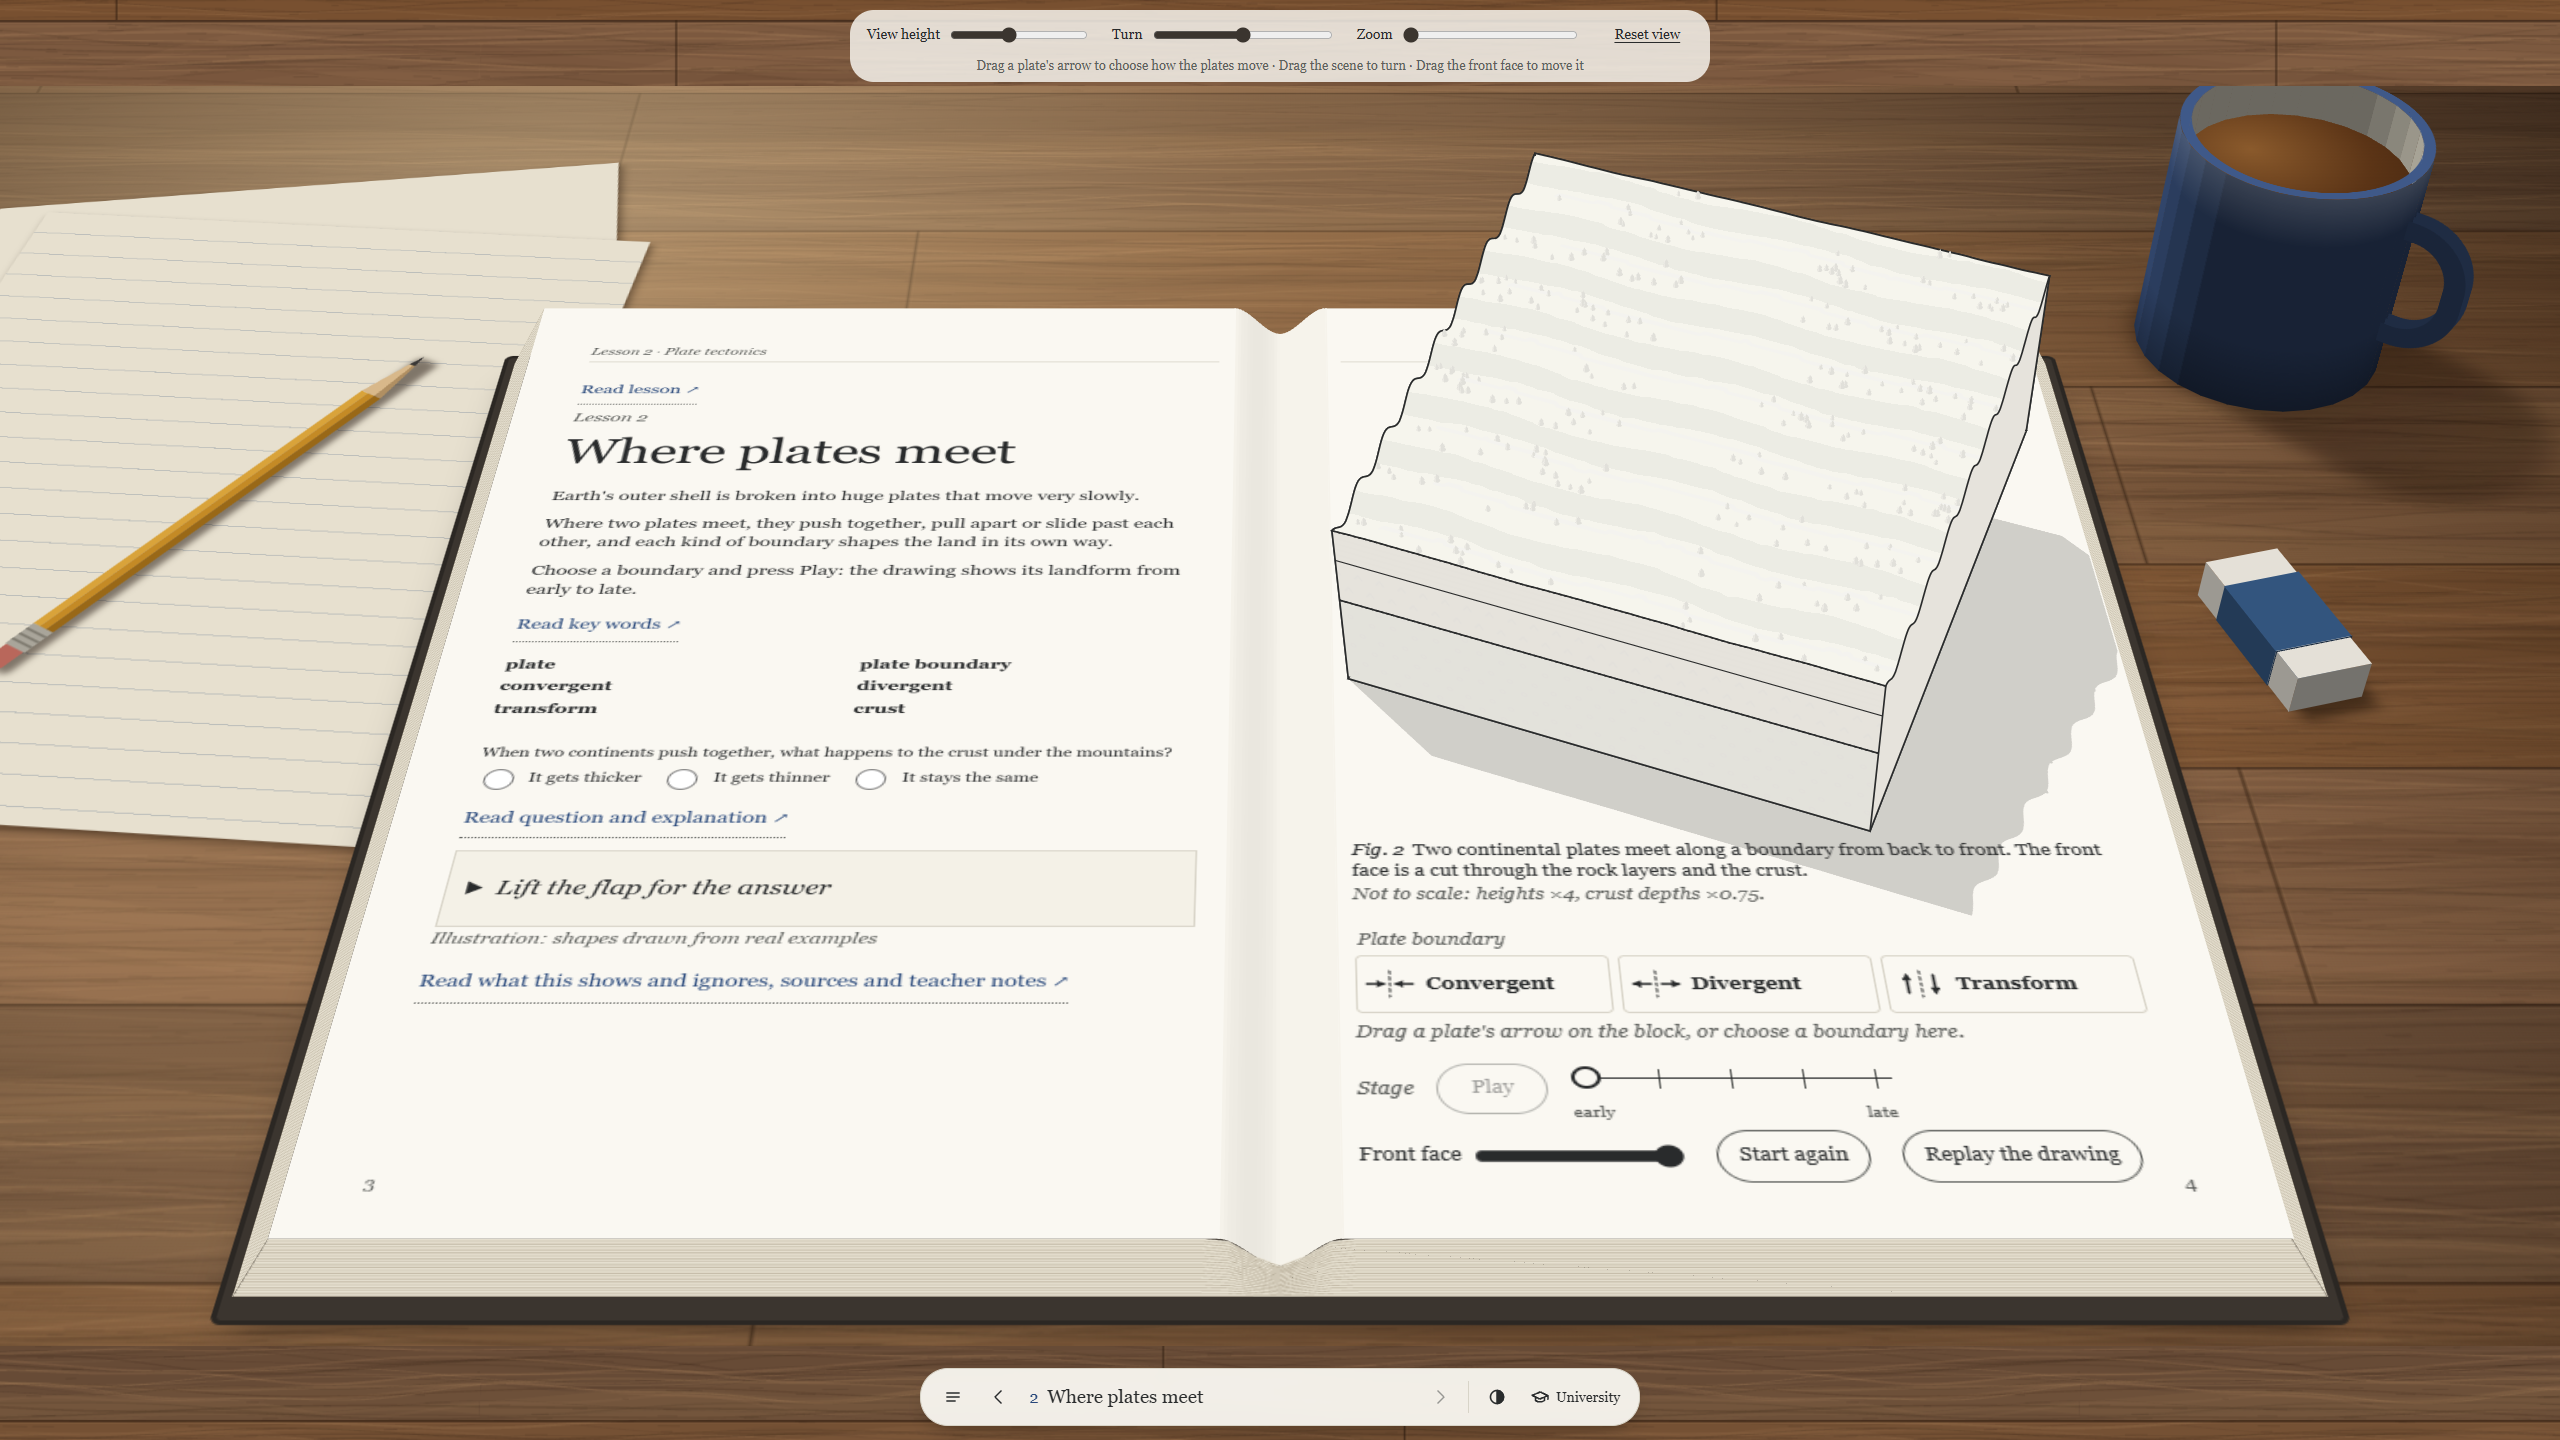 View height
Turn
Zoom
Reset view
Drag a plate's arrow to choose how the plates move · Drag the scene to turn · Drag the front face to move it
Lesson 2 · Plate tectonics
Read lesson ↗
Lesson 2
Where plates meet
Earth's outer shell is broken into huge plates that move very slowly.
Where two plates meet, they push together, pull apart or slide past each
other, and each kind of boundary shapes the land in its own way.
Choose a boundary and press Play: the drawing shows its landform from
early to late.
Read key words ↗
plate
plate boundary
convergent
divergent
transform
crust
When two continents push together, what happens to the crust under the mountains?
It gets thicker
It gets thinner
It stays the same
Read question and explanation ↗
▶ Lift the flap for the answer
Illustration: shapes drawn from real examples
Read what this shows and ignores, sources and teacher notes ↗
3
Fig. 2 Two continental plates meet along a boundary from back to front. The front
face is a cut through the rock layers and the crust.
Not to scale: heights ×4, crust depths ×0.75.
Plate boundary
Convergent
Divergent
Transform
Drag a plate's arrow on the block, or choose a boundary here.
Stage
Play
early
late
Front face
Start again
Replay the drawing
4
2 Where plates meet
University